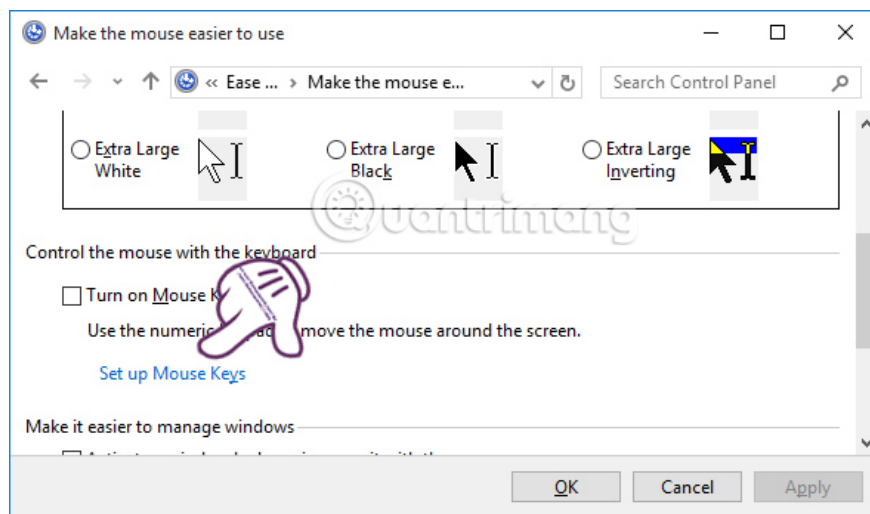 Make the mouse easier to use
« Ease ... > Make the mouse e...
Search Control Panel
Extra Large White
Extra Large Black
Extra Large Inverting
Quantrimang
Control the mouse with the keyboard
Turn on Mouse K
Use the numeric move the mouse around the screen.
Set up Mouse Keys
Make it easier to manage windows
OK Cancel Apply